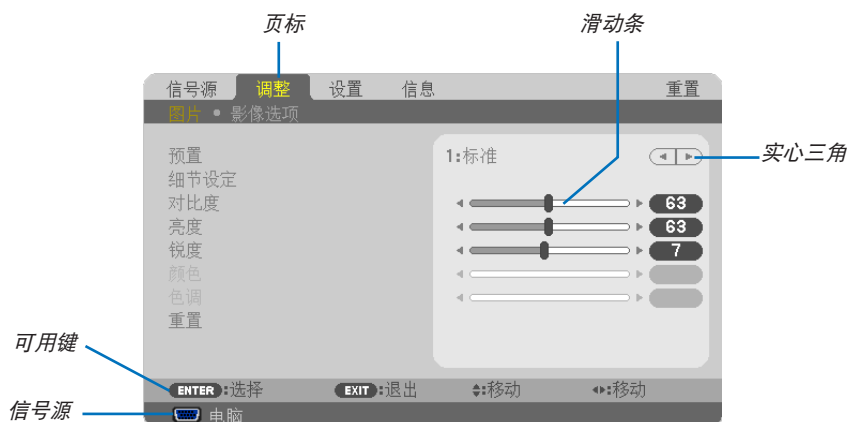 页标
滑动条
信号源 调整 设置 信息 重置
图片 • 影像选项
预置 1:标准
实心三角
细节设定
对比度 63
亮度 63
锐度 7
颜色
色调
重置
可用键
ENTER:选择 EXIT:退出 :移动 :移动
信号源
电脑